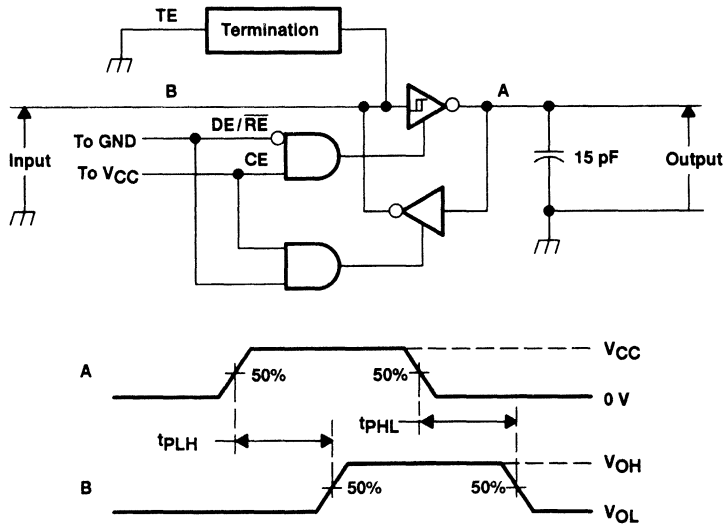 TE
Termination
B
A
DE/R̅E̅
To GND
CE
To VCC
Input
15 pF
Output
A
50%
50%
VCC
0 V
tPLH
tPHL
B
50%
50%
VOH
VOL